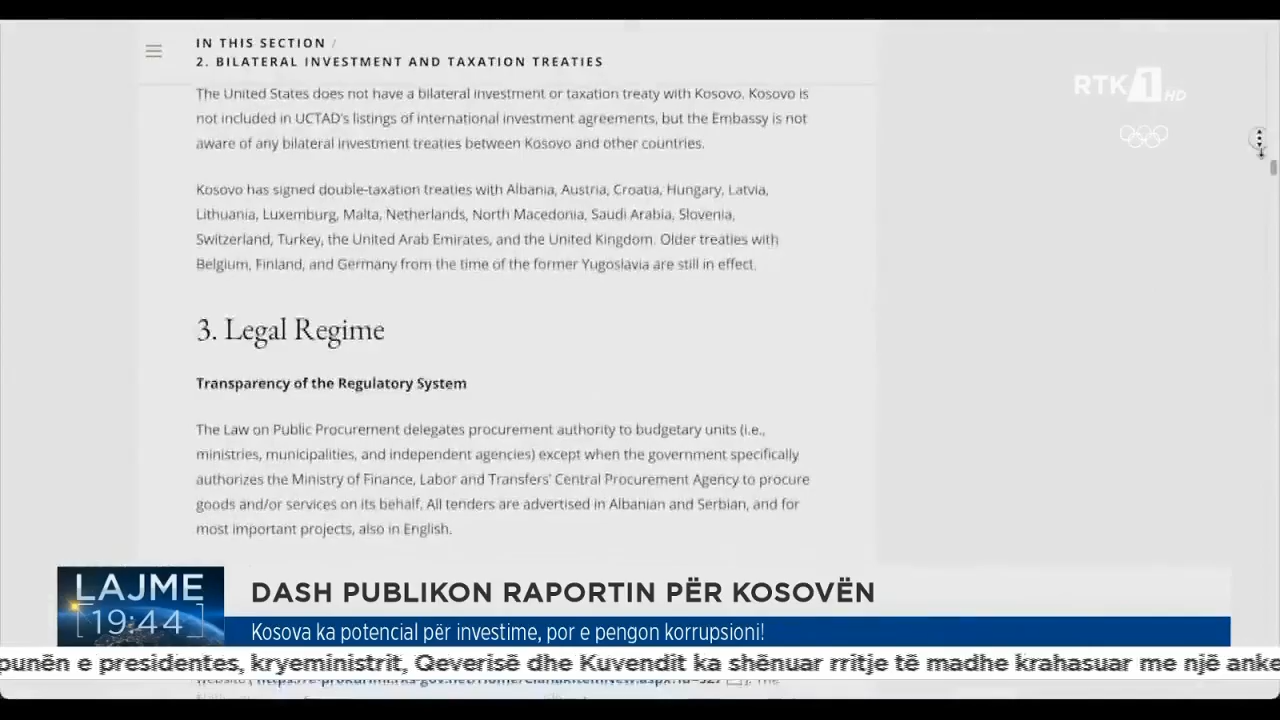 IN THIS SECTION /
2. BILATERAL INVESTMENT AND TAXATION TREATIES
The United States does not have a bilateral investment or taxation treaty with Kosovo. Kosovo is
not included in UCTAD's listings of international investment agreements, but the Embassy is not
aware of any bilateral investment treaties between Kosovo and other countries.
Kosovo has signed double-taxation treaties with Albania, Austria, Croatia, Hungary, Latvia,
Lithuania, Luxemburg, Malta, Netherlands, North Macedonia, Saudi Arabia, Slovenia,
Switzerland, Turkey, the United Arab Emirates, and the United Kingdom. Older treaties with
Belgium, Finland, and Germany from the time of the former Yugoslavia are still in effect.
3. Legal Regime
Transparency of the Regulatory System
The Law on Public Procurement delegates procurement authority to budgetary units (i.e.,
ministries, municipalities, and independent agencies) except when the government specifically
authorizes the Ministry of Finance, Labor and Transfers' Central Procurement Agency to procure
goods and/or services on its behalf. All tenders are advertised in Albanian and Serbian, and for
most important projects, also in English.
RTK 1 HD
LAJME
19:44
DASH PUBLIKON RAPORTIN PËR KOSOVËN
Kosova ka potencial për investime, por e pengon korrupsioni!
punën e presidentes, kryeministrit, Qeverisë dhe Kuvendit ka shënuar rritje të madhe krahasuar me një anke